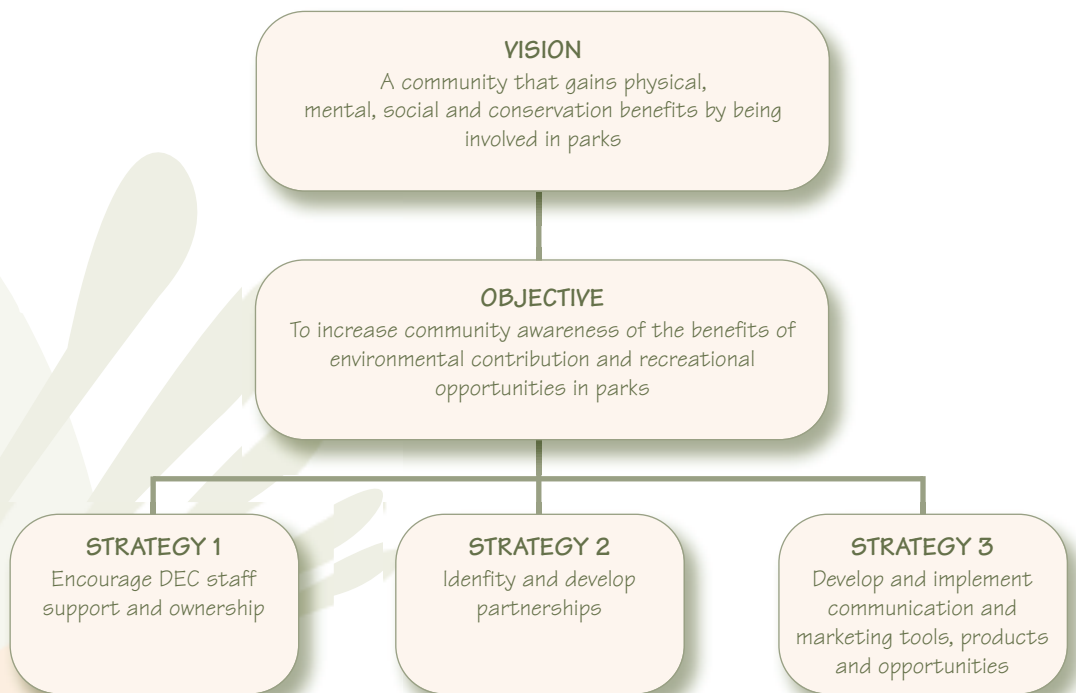 VISION
A community that gains physical,
mental, social and conservation benefits by being
involved in parks
OBJECTIVE
To increase community awareness of the benefits of
environmental contribution and recreational
opportunities in parks
STRATEGY 1
Encourage DEC staff
support and ownership
STRATEGY 2
Idenfity and develop
partnerships
STRATEGY 3
Develop and implement
communication and
marketing tools, products
and opportunities